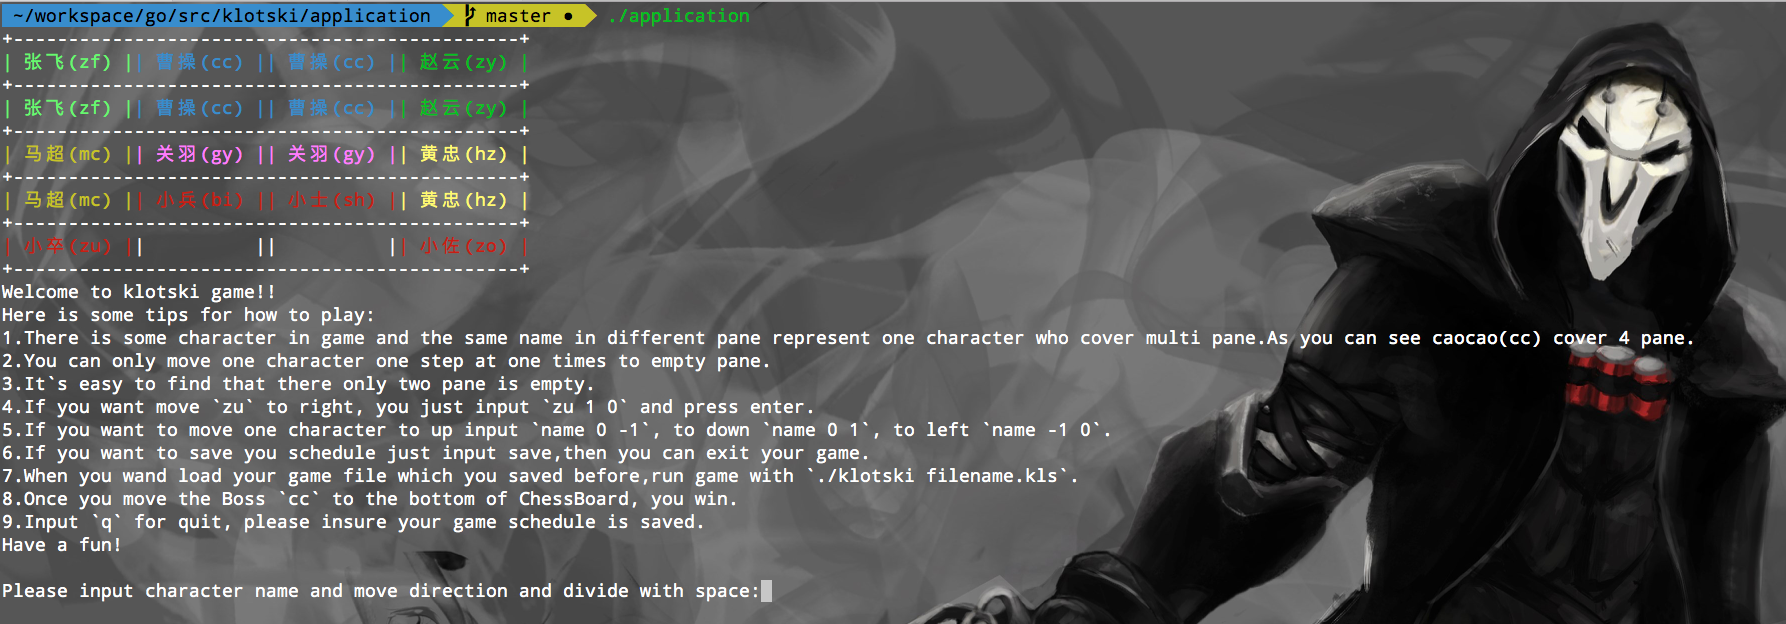 ~/workspace/go/src/klotski/application master ● ./application
+---------------------------------------+
| 张飞(zf) || 曹操(cc) || 曹操(cc) || 赵云(zy) |
+---------------------------------------+
| 张飞(zf) || 曹操(cc) || 曹操(cc) || 赵云(zy) |
+---------------------------------------+
| 马超(mc) || 关羽(gy) || 关羽(gy) || 黄忠(hz) |
+---------------------------------------+
| 马超(mc) || 小兵(bi) || 小士(sh) || 黄忠(hz) |
+---------------------------------------+
| 小卒(zu) ||          ||          || 小佐(zo) |
+---------------------------------------+
Welcome to klotski game!!
Here is some tips for how to play:
1.There is some character in game and the same name in different pane represent one character who cover multi pane.As you can see caocao(cc) cover 4 pane.
2.You can only move one character one step at one times to empty pane.
3.It`s easy to find that there only two pane is empty.
4.If you want move `zu` to right, you just input `zu 1 0` and press enter.
5.If you want to move one character to up input `name 0 -1`, to down `name 0 1`, to left `name -1 0`.
6.If you want to save you schedule just input save,then you can exit your game.
7.When you wand load your game file which you saved before,run game with `./klotski filename.kls`.
8.Once you move the Boss `cc` to the bottom of ChessBoard, you win.
9.Input `q` for quit, please insure your game schedule is saved.
Have a fun!
Please input character name and move direction and divide with space: